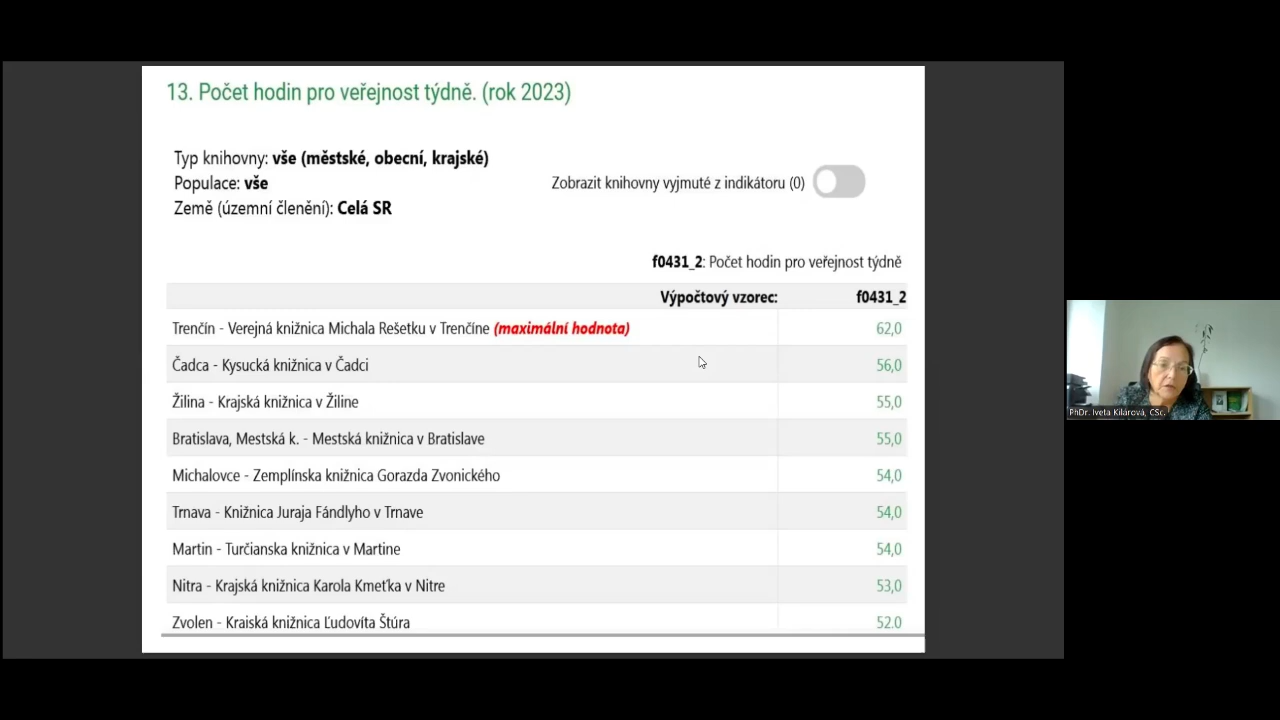 13. Počet hodin pro veřejnost týdně. (rok 2023)
Typ knihovny: vše (městské, obecní, krajské)
Populace: vše
Země (územní členění): Celá SR
Zobrazit knihovny vyjmuté z indikátoru (0)
f0431_2: Počet hodin pro veřejnost týdně
Výpočtový vzorec: f0431_2
Trenčín - Verejná knižnica Michala Rešetku v Trenčíne (maximální hodnota) 62,0
Čadca - Kysucká knižnica v Čadci 56,0
Žilina - Krajská knižnica v Žiline 55,0
Bratislava, Mestská k. - Mestská knižnica v Bratislave 55,0
Michalovce - Zemplínska knižnica Gorazda Zvonického 54,0
Trnava - Knižnica Juraja Fándlyho v Trnave 54,0
Martin - Turčianska knižnica v Martine 54,0
Nitra - Krajská knižnica Karola Kmeťka v Nitre 53,0
Zvolen - Krajská knižnica Ľudovíta Štúra 52,0
PhDr. Iveta Kilárová, CSc.